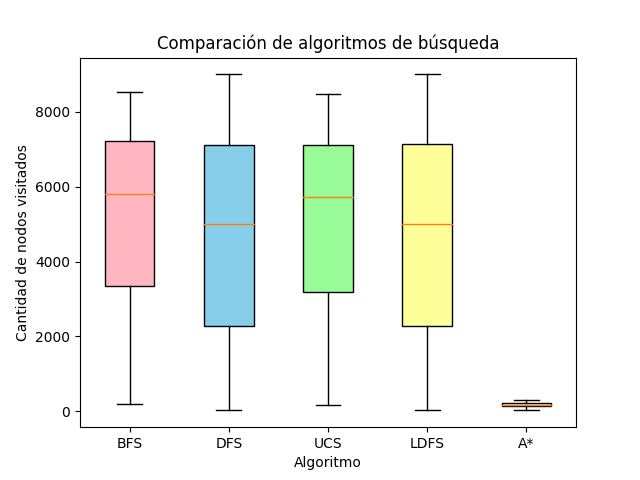 Comparación de algoritmos de búsqueda
Cantidad de nodos visitados
8000
6000
4000
2000
0
BFS DFS UCS LDFS A*
Algoritmo